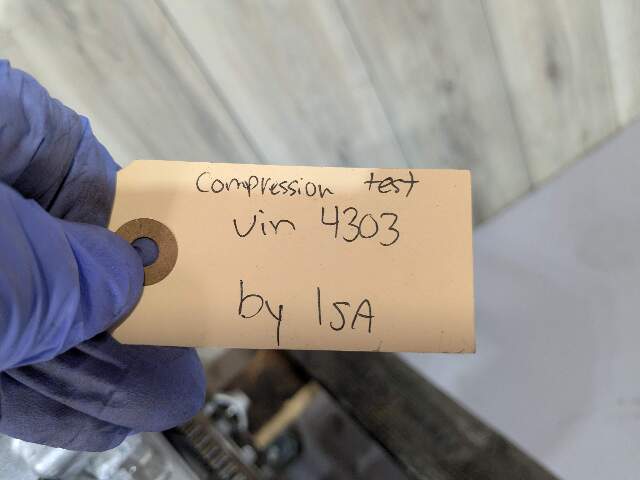 Compression test
vin 4303
by ISA